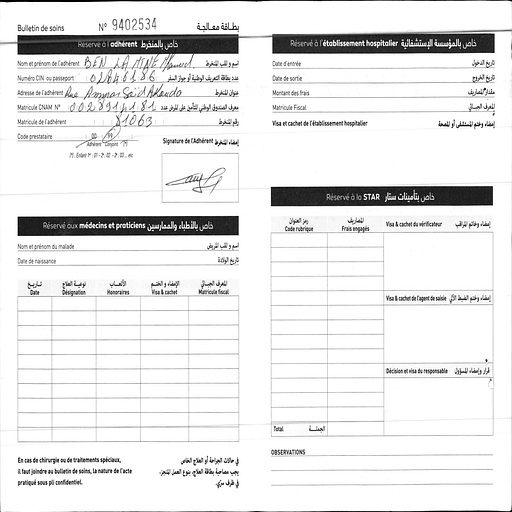 Bulletin de soins N° 9402534 بطاقة معالجة
Réservé à l'adhérent خاص بالمنخرط
Nom et prénom de l'adhérent BEN LAMINE اسم و لقب المنخرط
Numéro CIN ou passeport 02846186 عدد بطاقة التعريف الوطنية أو جواز السفر
Adresse de l'adhérent Rue عنوان المنخرط
Matricule CNAM N° معرف الصندوق الوطني للتأمين على المرض عدد
Matricule de l'adhérent 81063 رقم المنخرط
Code prestataire: 00 99
Adhérent Conjoint (*)
(*) : Enfant 1er : 01 - 2 : 02 - 3 : 03 ... etc
Signature de l'Adhérent إمضاء المنخرط
Réservé aux médecins et praticiens خاص بالأطباء والممارسين
Nom et prénom du malade اسم و لقب المريض
Date de naissance تاريخ الولادة
تاريخ نوعية العلاج الأتعاب الإمضاء و الختم المعرف الجبائي
Date Désignation Honoraires Visa & cachet Matricule fiscal
En cas de chirurgie ou de traitements spéciaux,
il faut joindre au bulletin de soins, la nature de l'acte
pratiqué sous pli confidentiel.
في حالات الجراحة أو العلاج الخاص
يجب مصاحبة بطاقة العلاج، بنوع العمل المنجز،
في ظرف سري.
Réservé à l'établissement hospitalier خاص بالمؤسسة الإستشفائية
Date d'entrée تاريخ الدخول
Date de sortie تاريخ الخروج
Montant des frais مقدار المصاريف
Matricule Fiscal المعرف الجبائي
Visa et cachet de l'établissement hospitalier إمضاء وختم المستشفى أو المصحة
Réservé à la STAR خاص بتأمينات ستار
رمز العنوان المصاريف
Code rubrique Frais engagés
Visa & cachet du vérificateur إمضاء وخاتم المراقب
Visa & cachet de l'agent de saisie إمضاء وختم الضبط الآلي
Décision et visa du responsable قرار وإمضاء المسؤول
Total الجملة
OBSERVATIONS